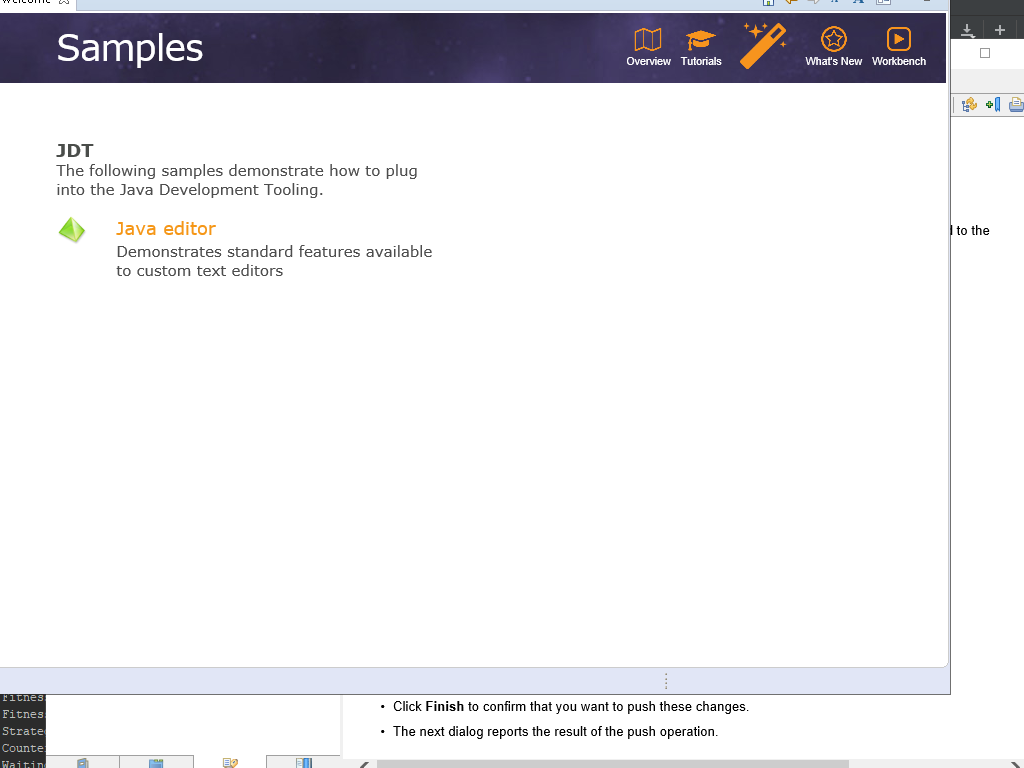 Welcome
Samples
Overview
Tutorials
What's New
Workbench
JDT
The following samples demonstrate how to plug
into the Java Development Tooling.
Java editor
Demonstrates standard features available
to custom text editors
to the
Fitnes
Fitnes
Strate
Counte
Waitin
• Click Finish to confirm that you want to push these changes.
• The next dialog reports the result of the push operation.